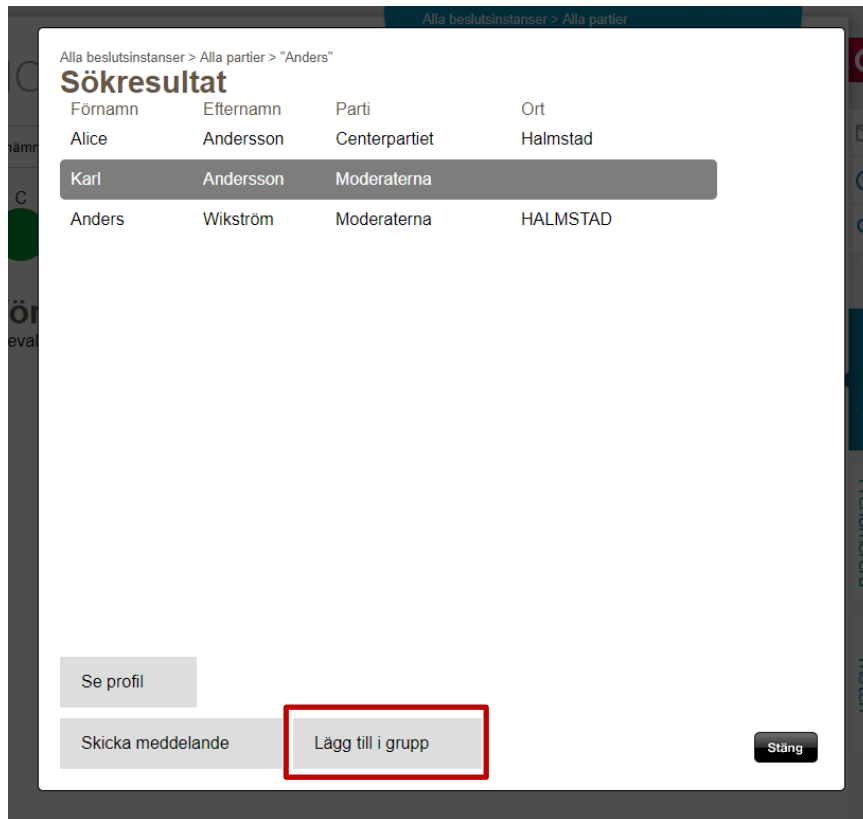 Alla beslutsinstanser > Alla partier
Alla beslutsinstanser > Alla partier > "Anders"
Sökresultat
Förnamn Efternamn Parti Ort
Alice Andersson Centerpartiet Halmstad
Karl Andersson Moderaterna
Anders Wikström Moderaterna HALMSTAD
C
Se profil
Skicka meddelande Lägg till i grupp
Stäng